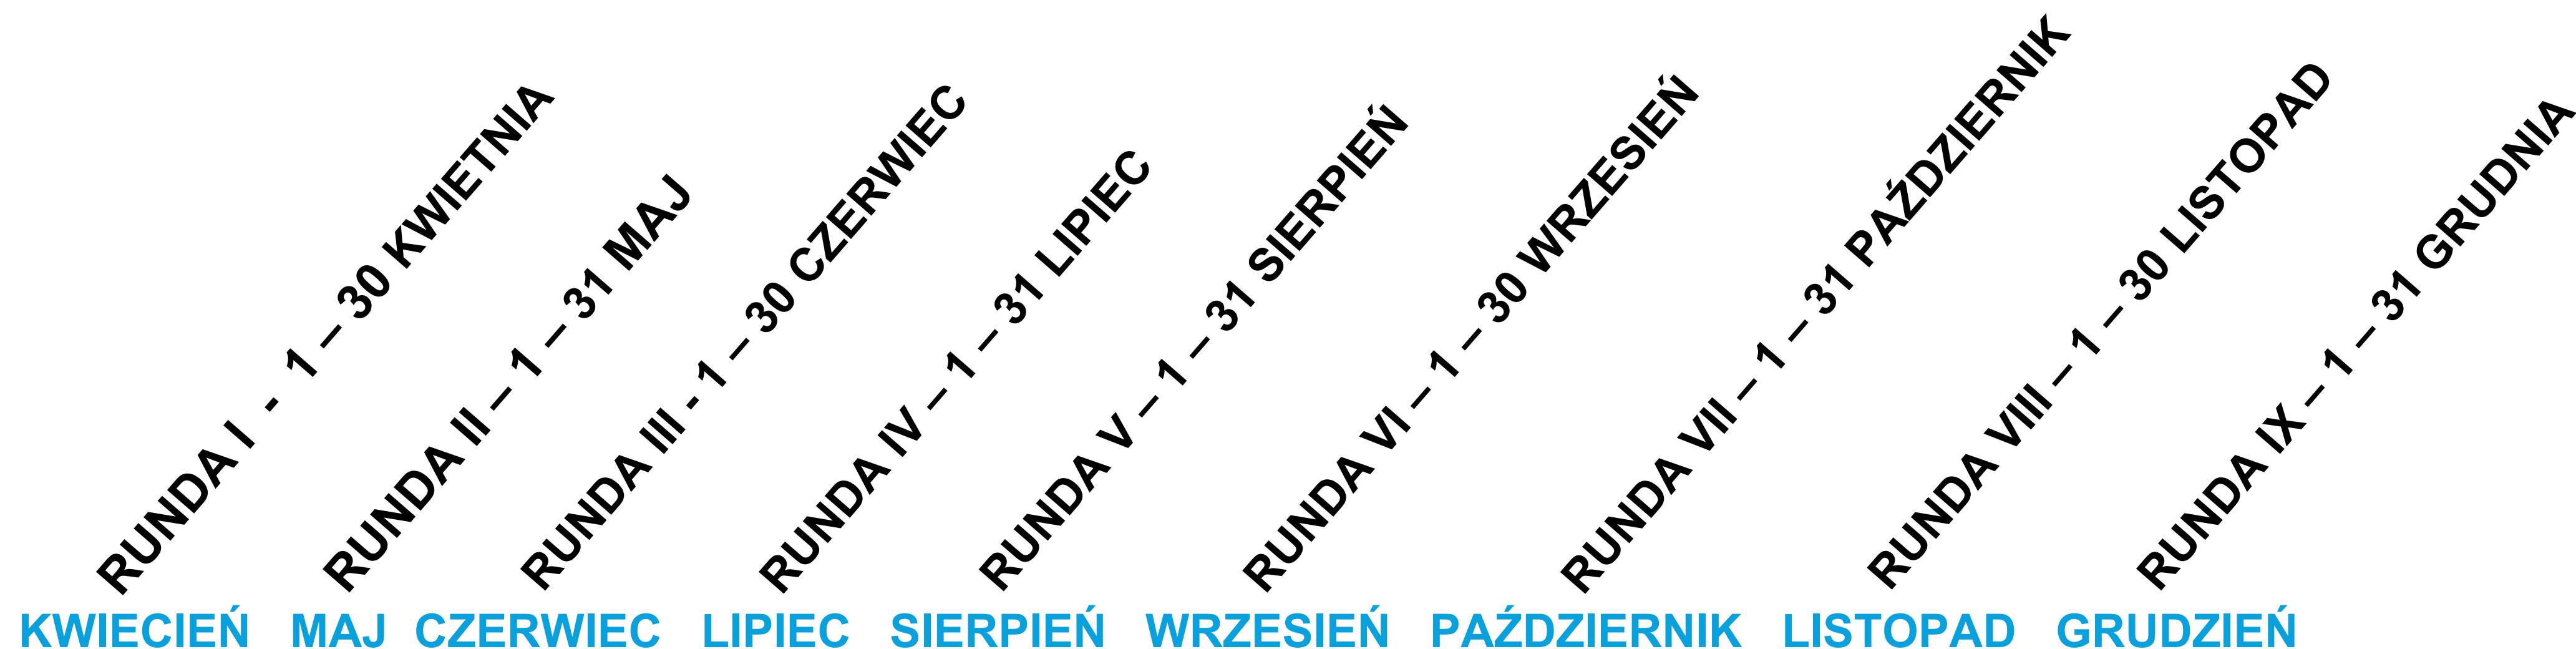 RUNDA I - 1 – 30 KWIETNIA
RUNDA II – 1 – 31 MAJ
RUNDA III - 1 – 30 CZERWIEC
RUNDA IV – 1 – 31 LIPIEC
RUNDA V – 1 – 31 SIERPIEŃ
RUNDA VI – 1 – 30 WRZESIEŃ
RUNDA VII – 1 – 31 PAŹDZIERNIK
RUNDA VIII – 1 – 30 LISTOPAD
RUNDA IX – 1 – 31 GRUDNIA
KWIECIEŃ MAJ CZERWIEC LIPIEC SIERPIEŃ WRZESIEŃ PAŹDZIERNIK LISTOPAD GRUDZIEŃ